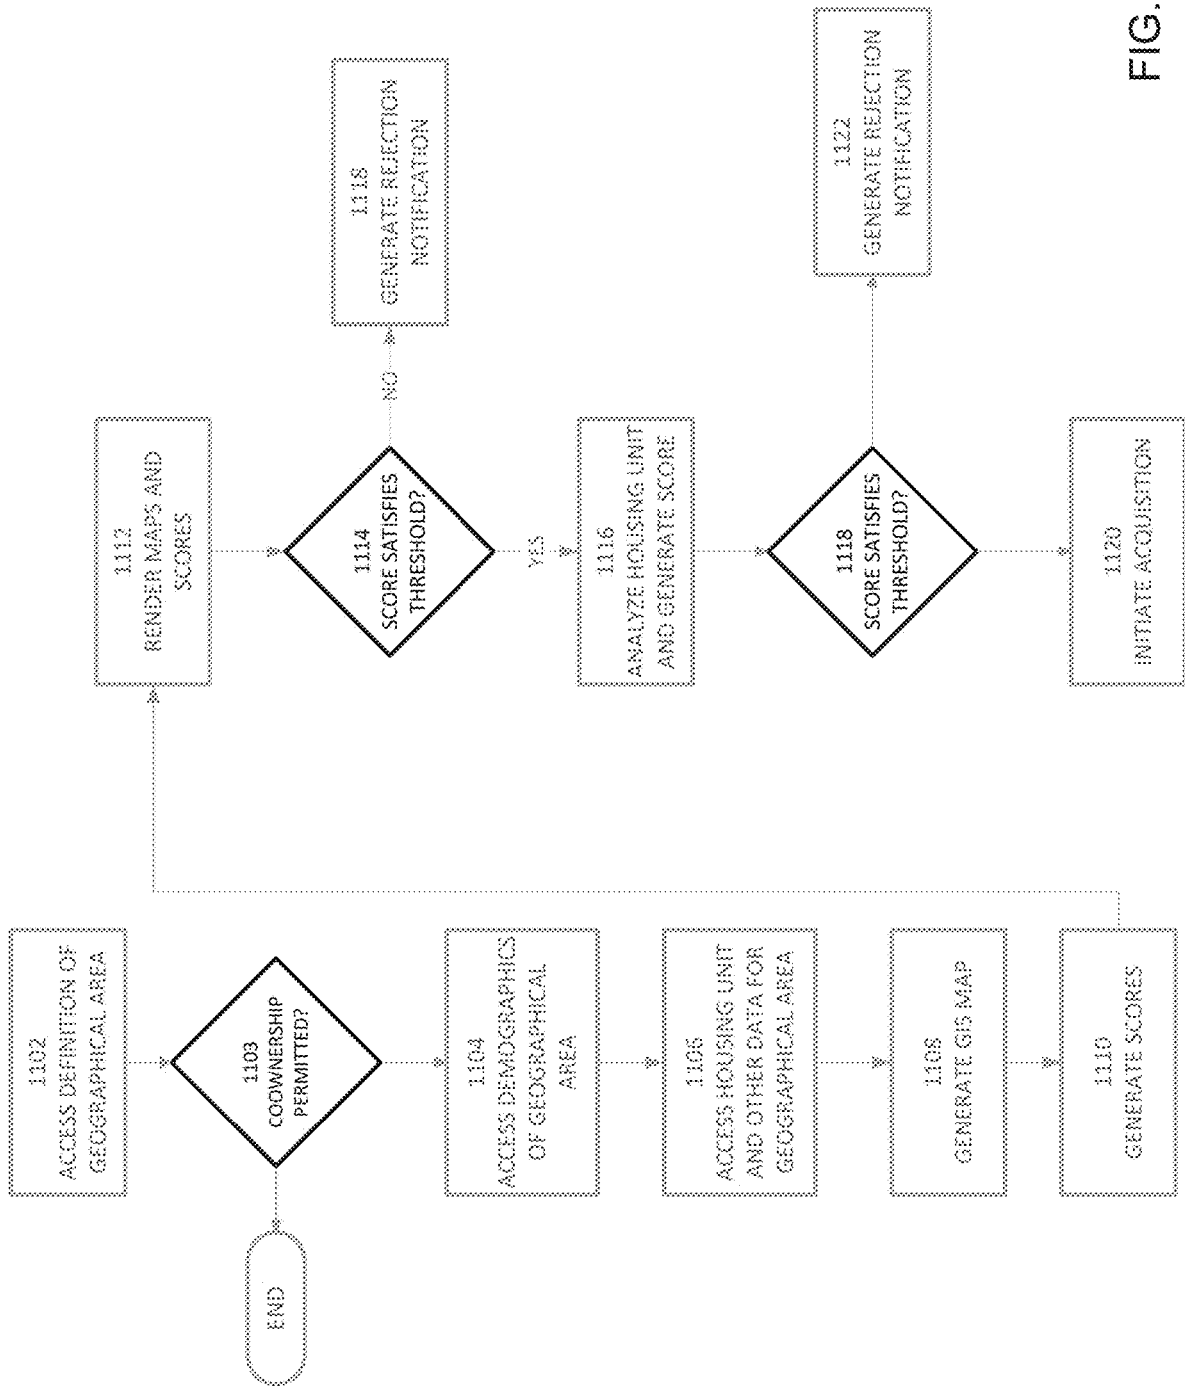 1102
ACCESS DEFINITION OF
GEOGRAPHICAL AREA
1103
COOWNERSHIP
PERMITTED?
END
1104
ACCESS DEMOGRAPHICS
OF GEOGRAPHICAL
AREA
1106
ACCESS HOUSING UNIT
AND OTHER DATA FOR
GEOGRAPHICAL AREA
1108
GENERATE GIS MAP
1110
GENERATE SCORES
1112
RENDER MAPS AND
SCORES
1114
SCORE SATISFIES
THRESHOLD?
NO
1118
GENERATE REJECTION
NOTIFICATION
YES
1116
ANALYZE HOUSING UNIT
AND GENERATE SCORE
1118
SCORE SATISFIES
THRESHOLD?
1122
GENERATE REJECTION
NOTIFICATION
1120
INITIATE ACQUISITION
FIG.